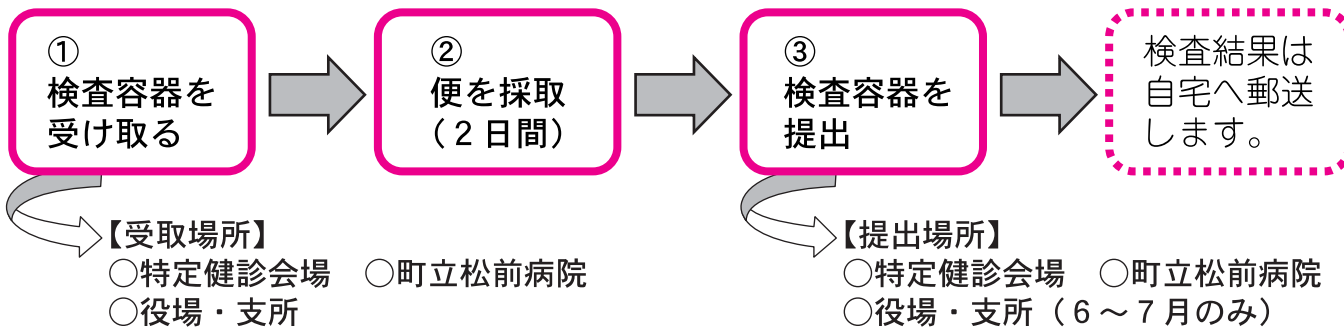 ①
検査容器を
受け取る
②
便を採取
（２日間）
③
検査容器を
提出
検査結果は
自宅へ郵送
します。
【受取場所】
○特定健診会場　○町立松前病院
○役場・支所
【提出場所】
○特定健診会場　○町立松前病院
○役場・支所（６～７月のみ）